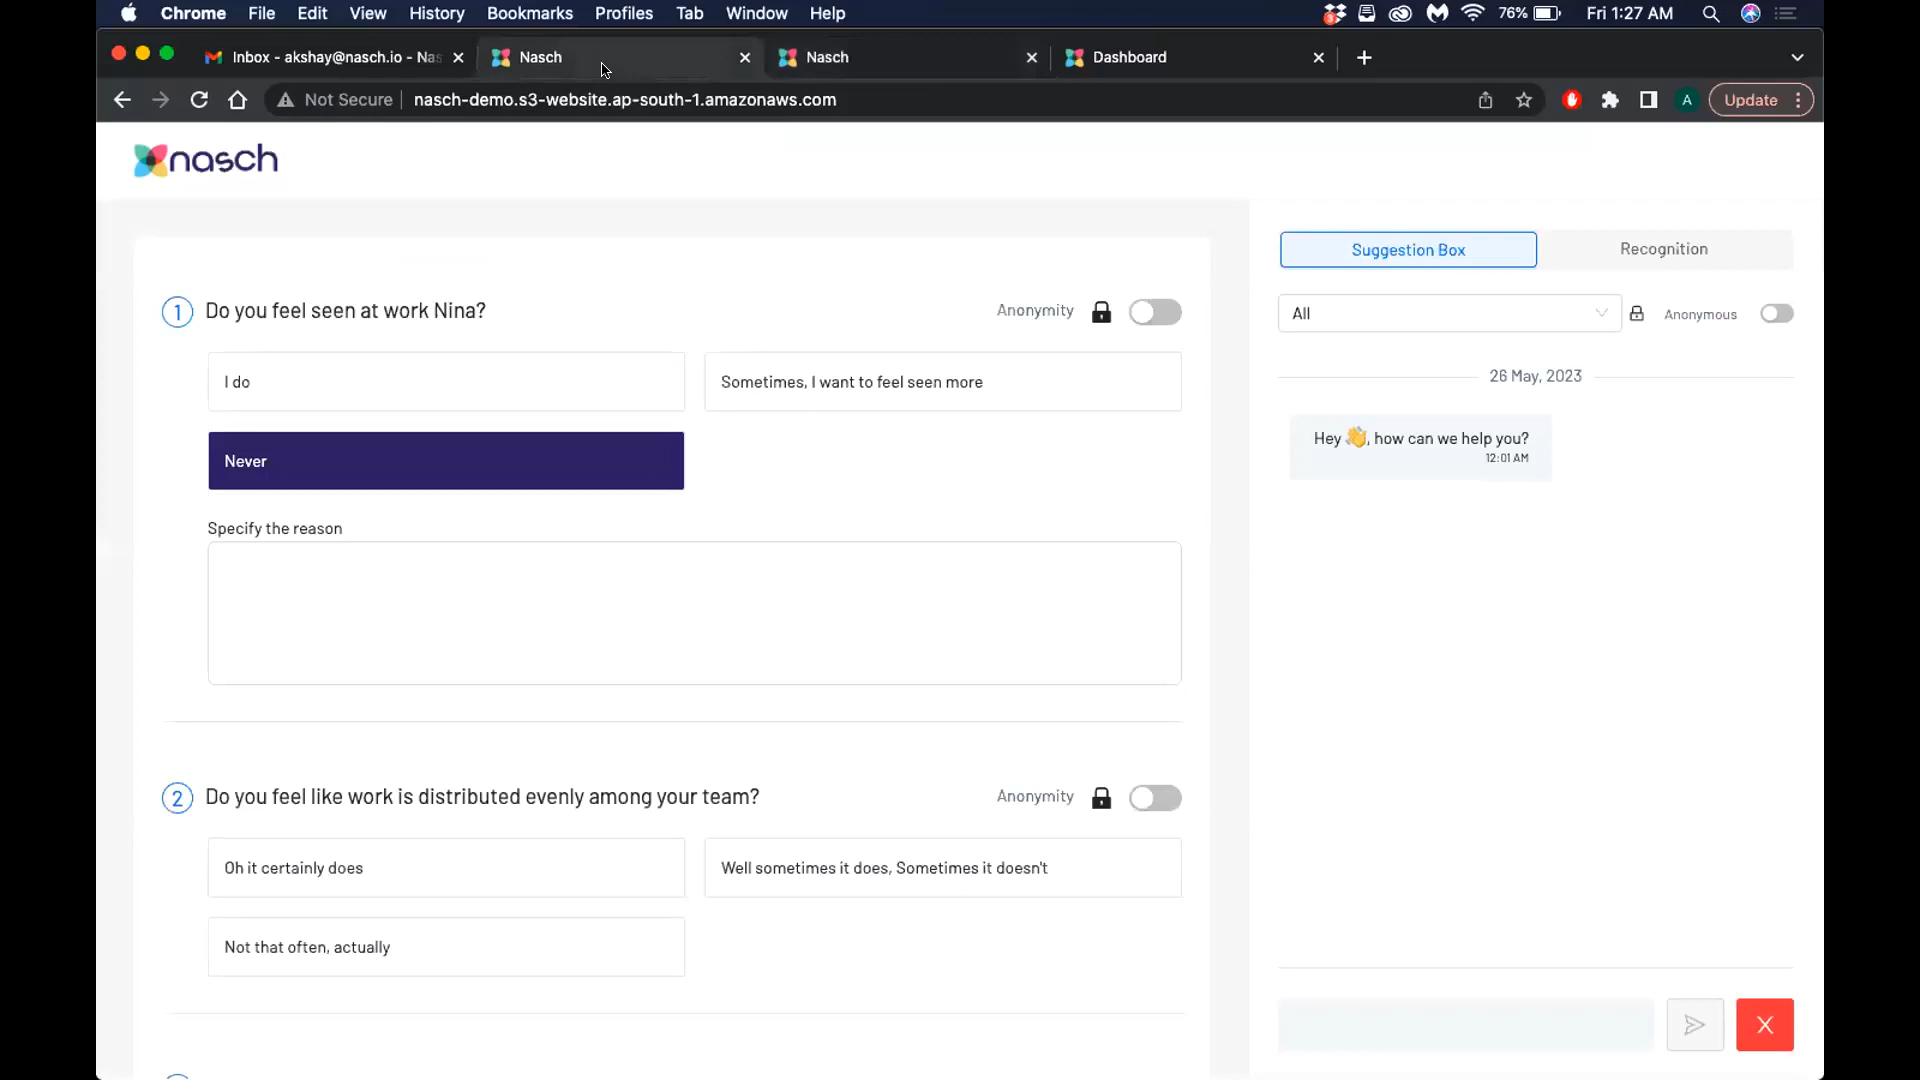 Chrome File Edit View History Bookmarks Profiles Tab Window Help 76% Fri 1:27 AM
Inbox - akshay@nasch.io - Nas Nasch Nasch Dashboard
Not Secure nasch-demo.s3-website.ap-south-1.amazonaws.com A Update
nasch
Suggestion Box Recognition
1 Do you feel seen at work Nina? Anonymity
All Anonymous
I do Sometimes, I want to feel seen more
26 May, 2023
Never
Hey 👋, how can we help you?
12:01 AM
Specify the reason
2 Do you feel like work is distributed evenly among your team? Anonymity
Oh it certainly does Well sometimes it does, Sometimes it doesn't
Not that often, actually
X